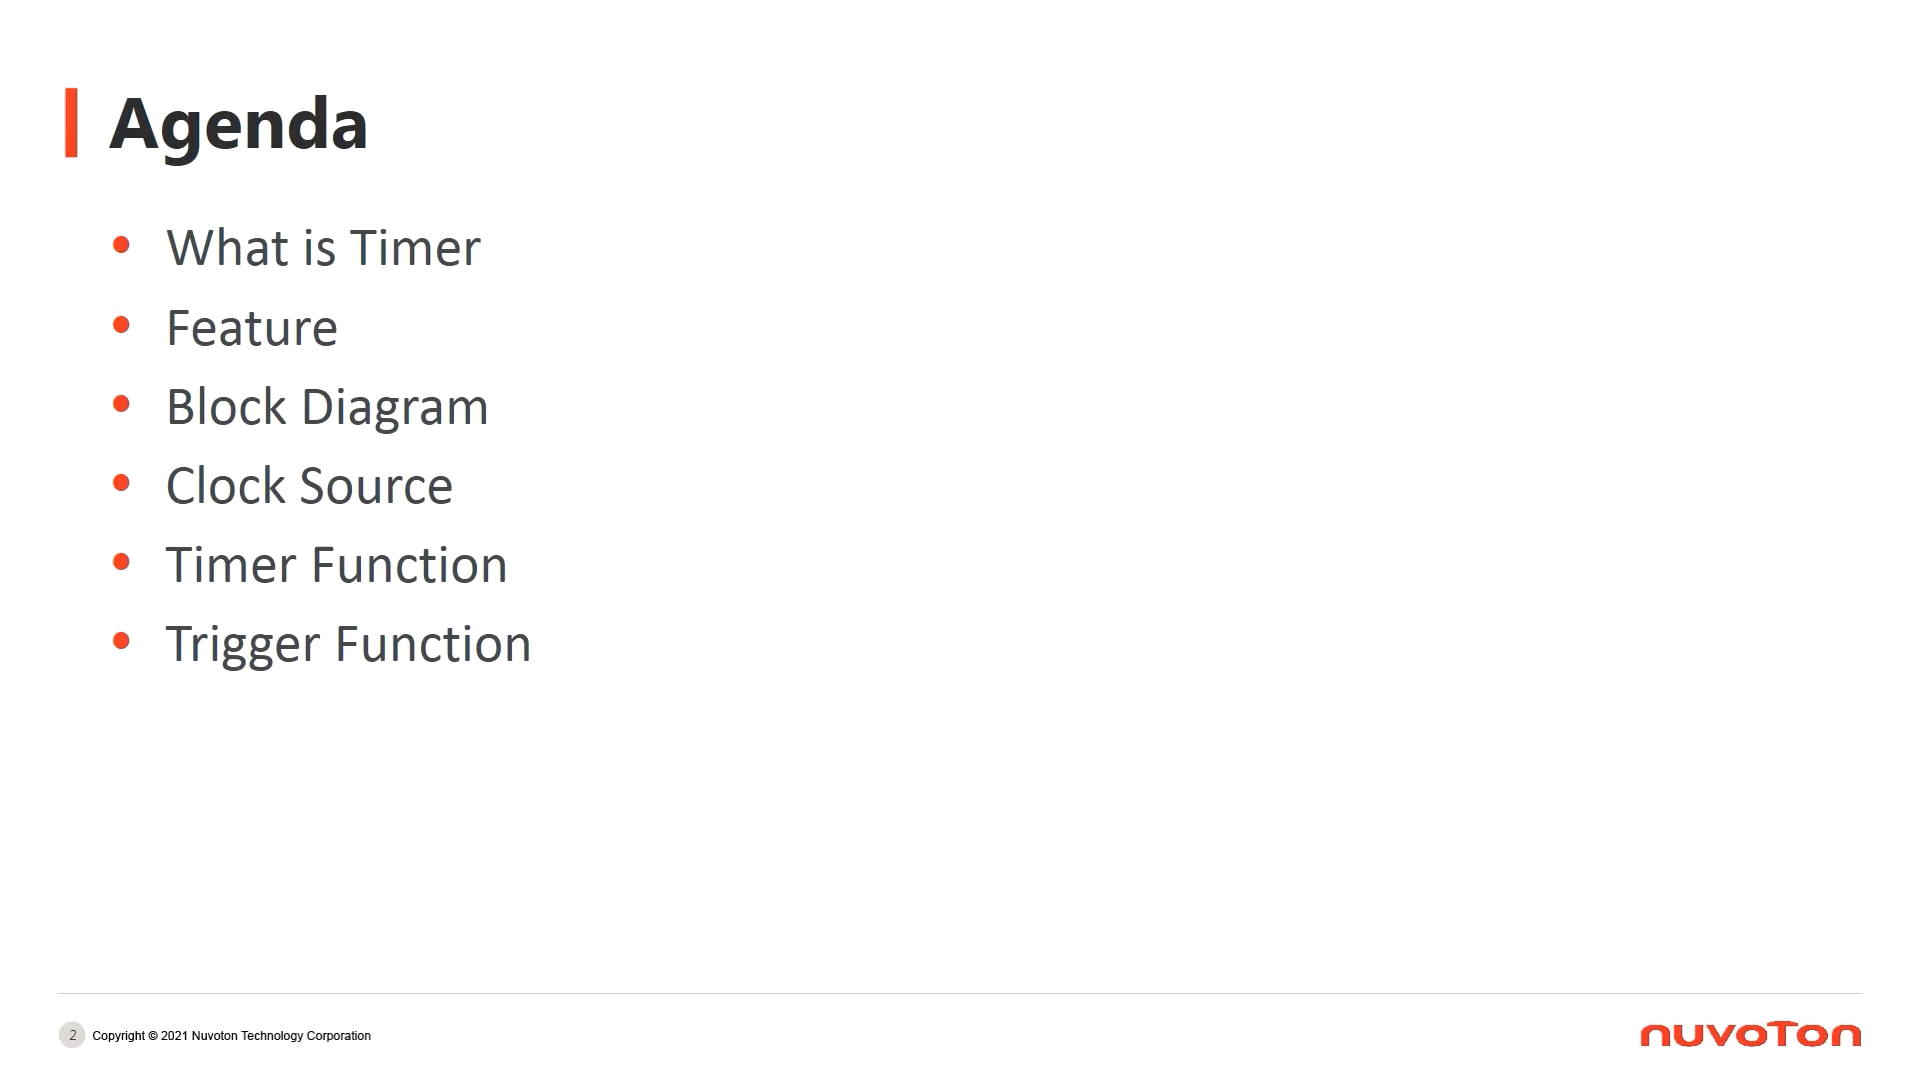 Agenda
• What is Timer
• Feature
• Block Diagram
• Clock Source
• Timer Function
• Trigger Function
2 Copyright © 2021 Nuvoton Technology Corporation
nuvoTon